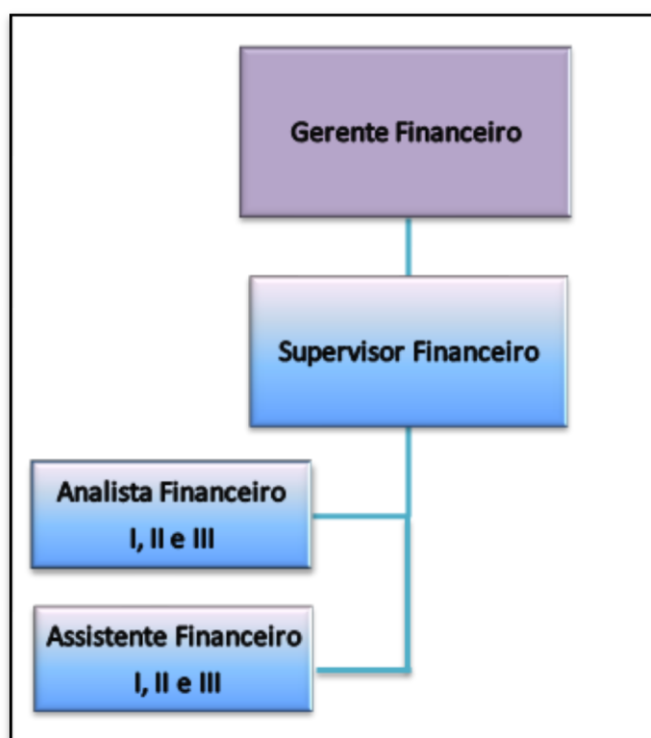 Gerente Financeiro
Supervisor Financeiro
Analista Financeiro
I, II e III
Assistente Financeiro
I, II e III